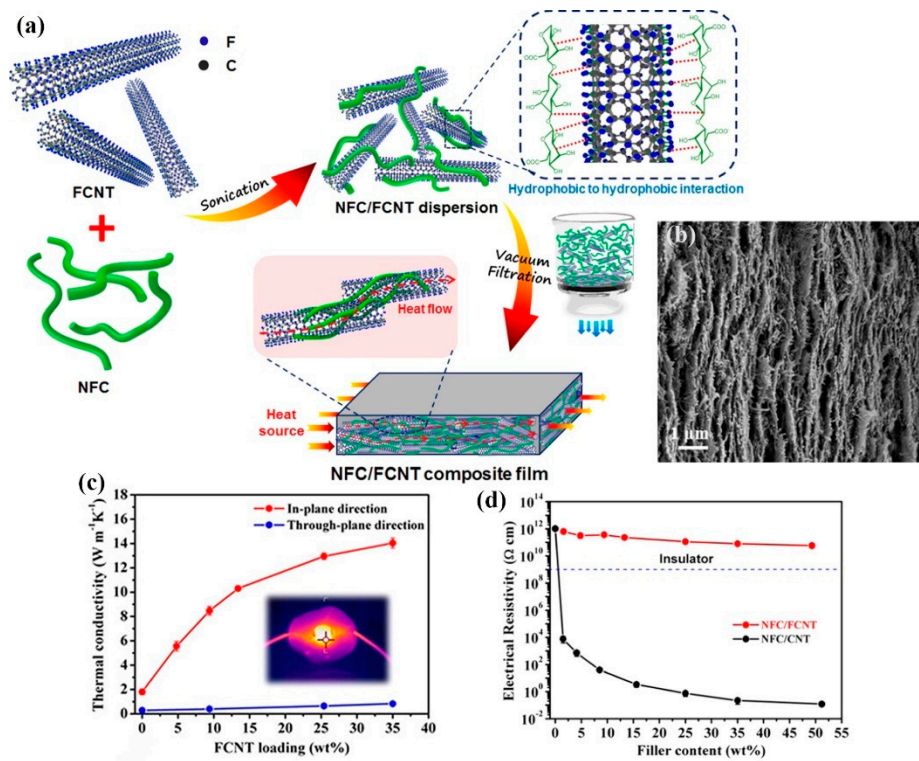 (a)
F
C
FCNT
+
NFC
Sonication
NFC/FCNT dispersion
Hydrophobic to hydrophobic interaction
Vacuum
Filtration
Heat flow
Heat
source
NFC/FCNT composite film
(b)
1 μm
(c)
Thermal conductivity (W m⁻¹K⁻¹)
18
16
14
12
10
8
6
4
2
0
In-plane direction
Through-plane direction
0 5 10 15 20 25 30 35 40
FCNT loading (wt%)
(d)
Electrical Resistivity (Ω cm)
10¹⁴
10¹²
10¹⁰
10⁸
10⁶
10⁴
10²
10⁰
10⁻²
Insulator
NFC/FCNT
NFC/CNT
0 5 10 15 20 25 30 35 40 45 50 55
Filler content (wt%)